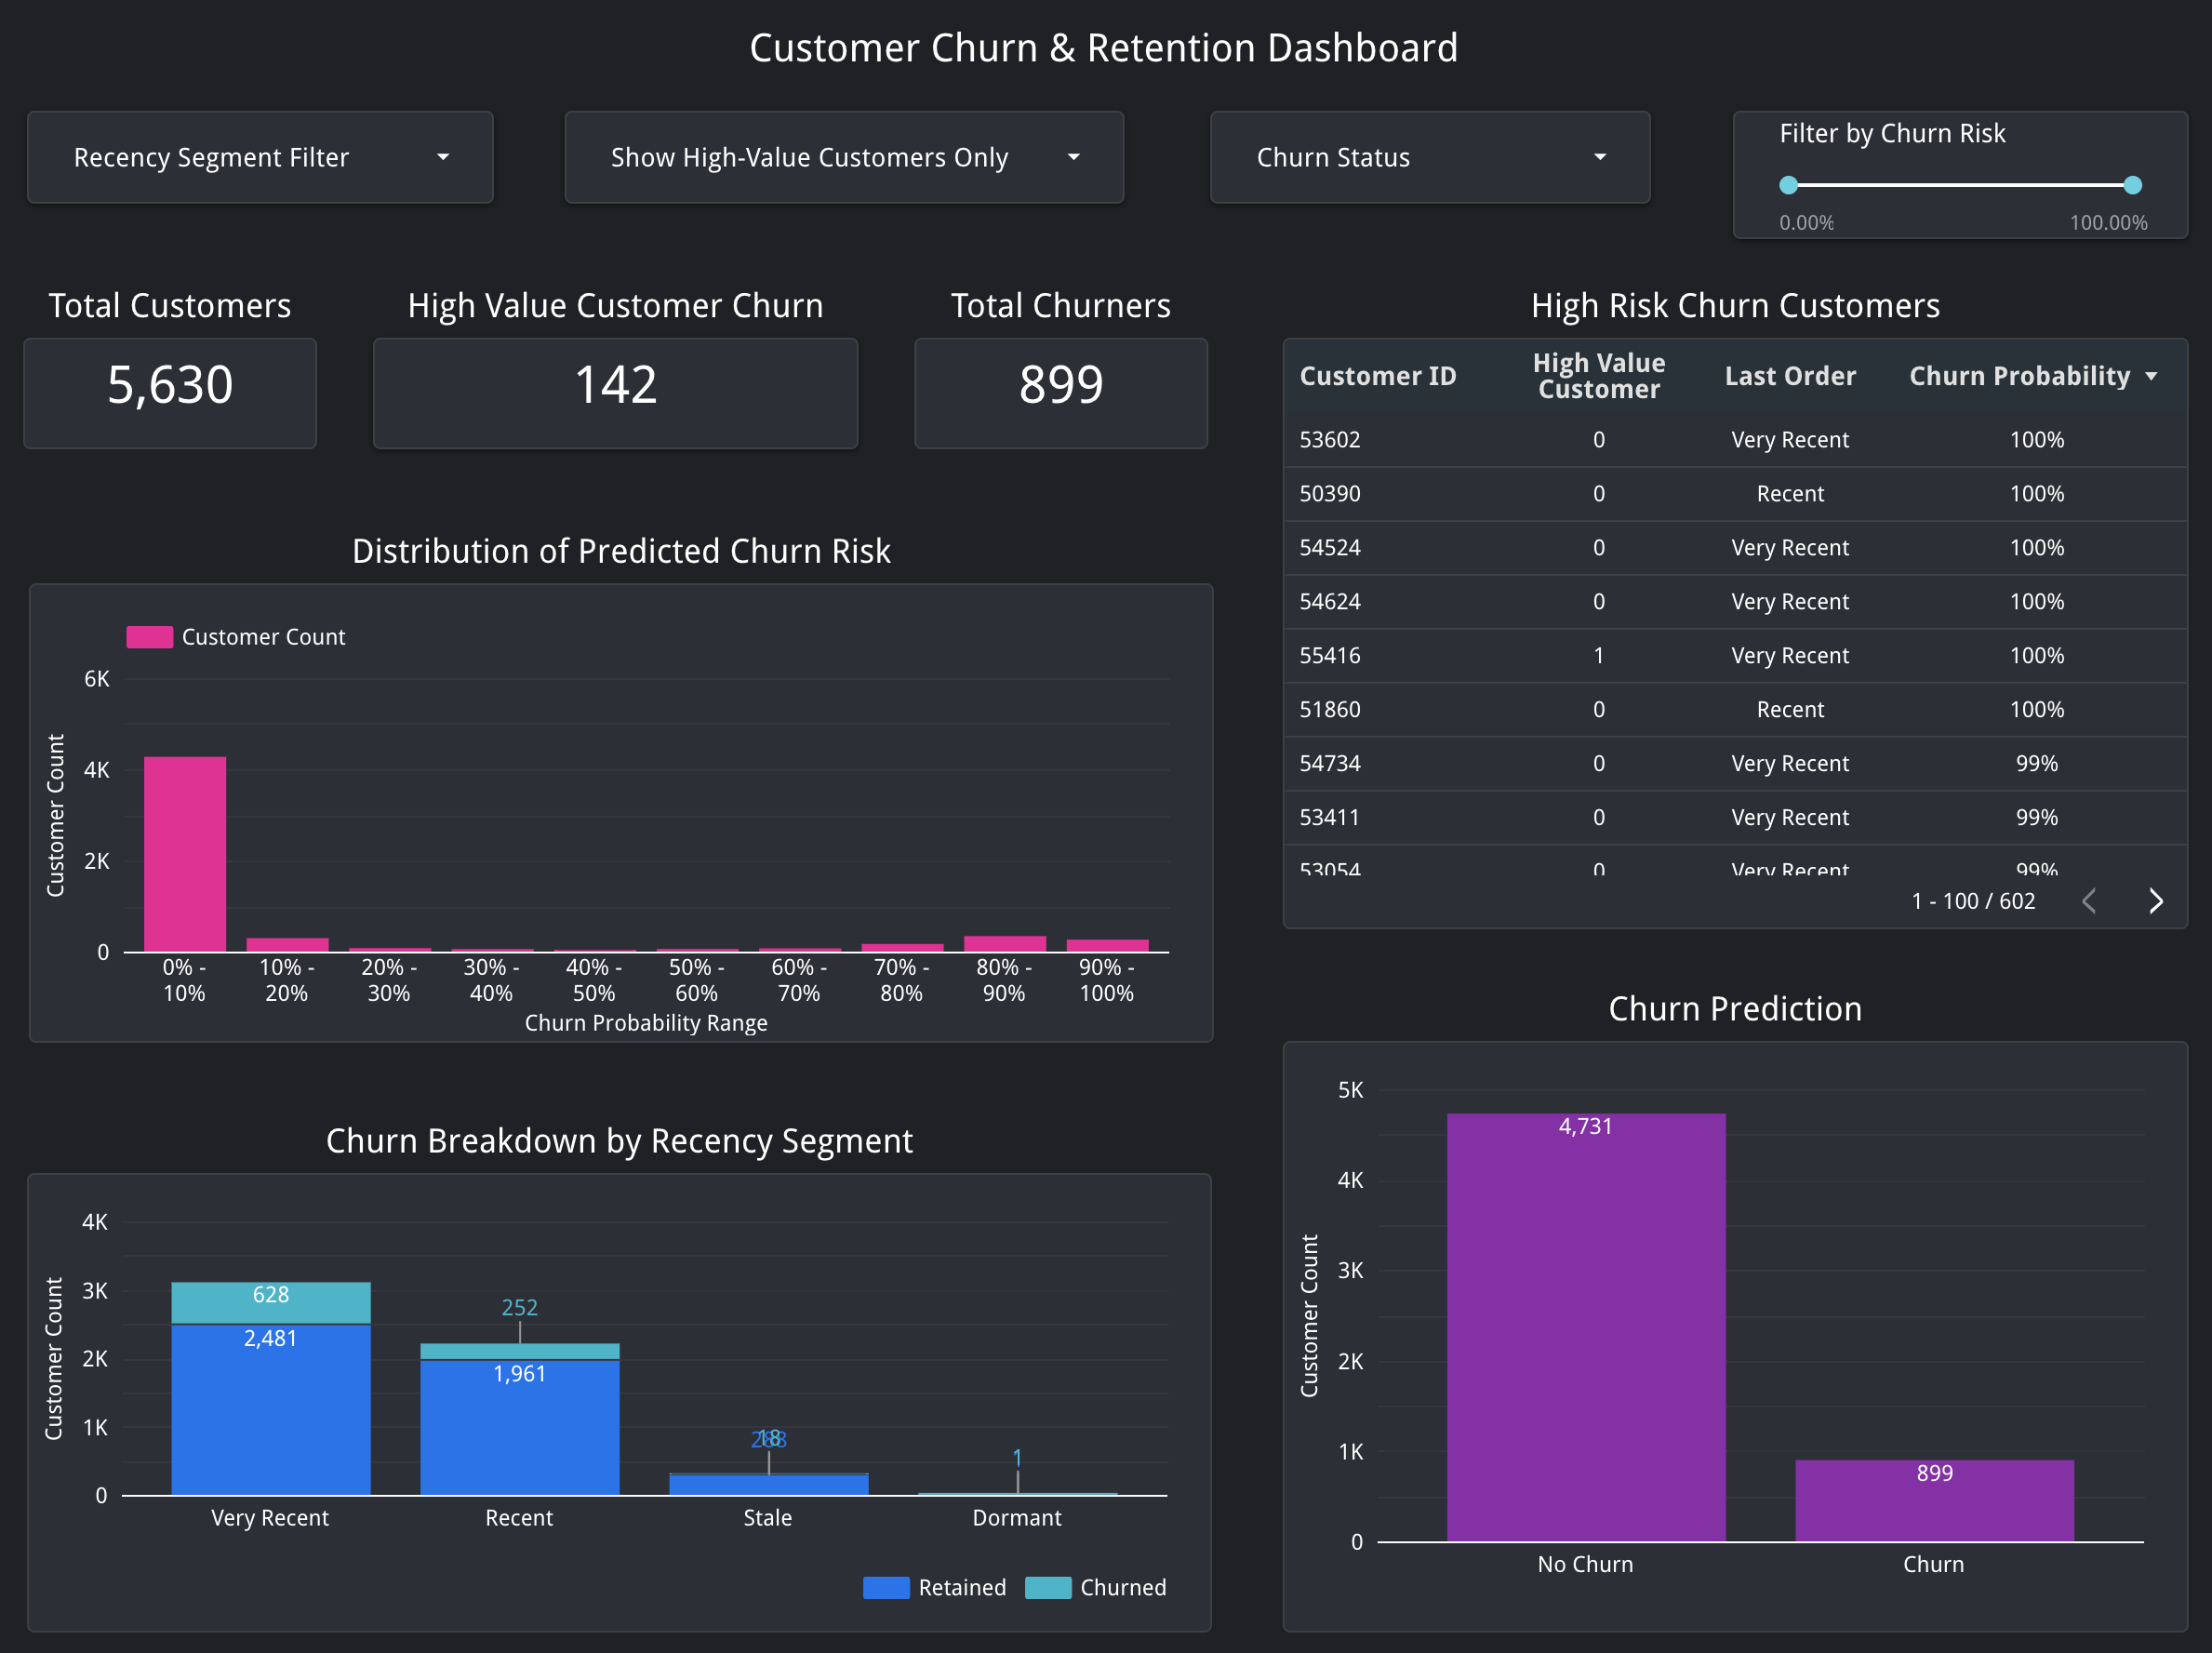 Customer Churn & Retention Dashboard
Recency Segment Filter
Show High-Value Customers Only
Churn Status
Filter by Churn Risk
0.00%
100.00%
Total Customers
5,630
High Value Customer Churn
142
Total Churners
899
High Risk Churn Customers
Customer ID High Value Customer Last Order Churn Probability
53602 0 Very Recent 100%
50390 0 Recent 100%
54524 0 Very Recent 100%
54624 0 Very Recent 100%
55416 1 Very Recent 100%
51860 0 Recent 100%
54734 0 Very Recent 99%
53411 0 Very Recent 99%
53054 0 Very Recent 99%
1 - 100 / 602
Distribution of Predicted Churn Risk
Customer Count
Customer Count
6K
4K
2K
0
0% - 10%
10% - 20%
20% - 30%
30% - 40%
40% - 50%
50% - 60%
60% - 70%
70% - 80%
80% - 90%
90% - 100%
Churn Probability Range
Churn Breakdown by Recency Segment
Customer Count
4K
3K
2K
1K
0
628
2,481
252
1,961
18
288
1
Very Recent
Recent
Stale
Dormant
Retained
Churned
Churn Prediction
Customer Count
5K
4K
3K
2K
1K
0
4,731
899
No Churn
Churn